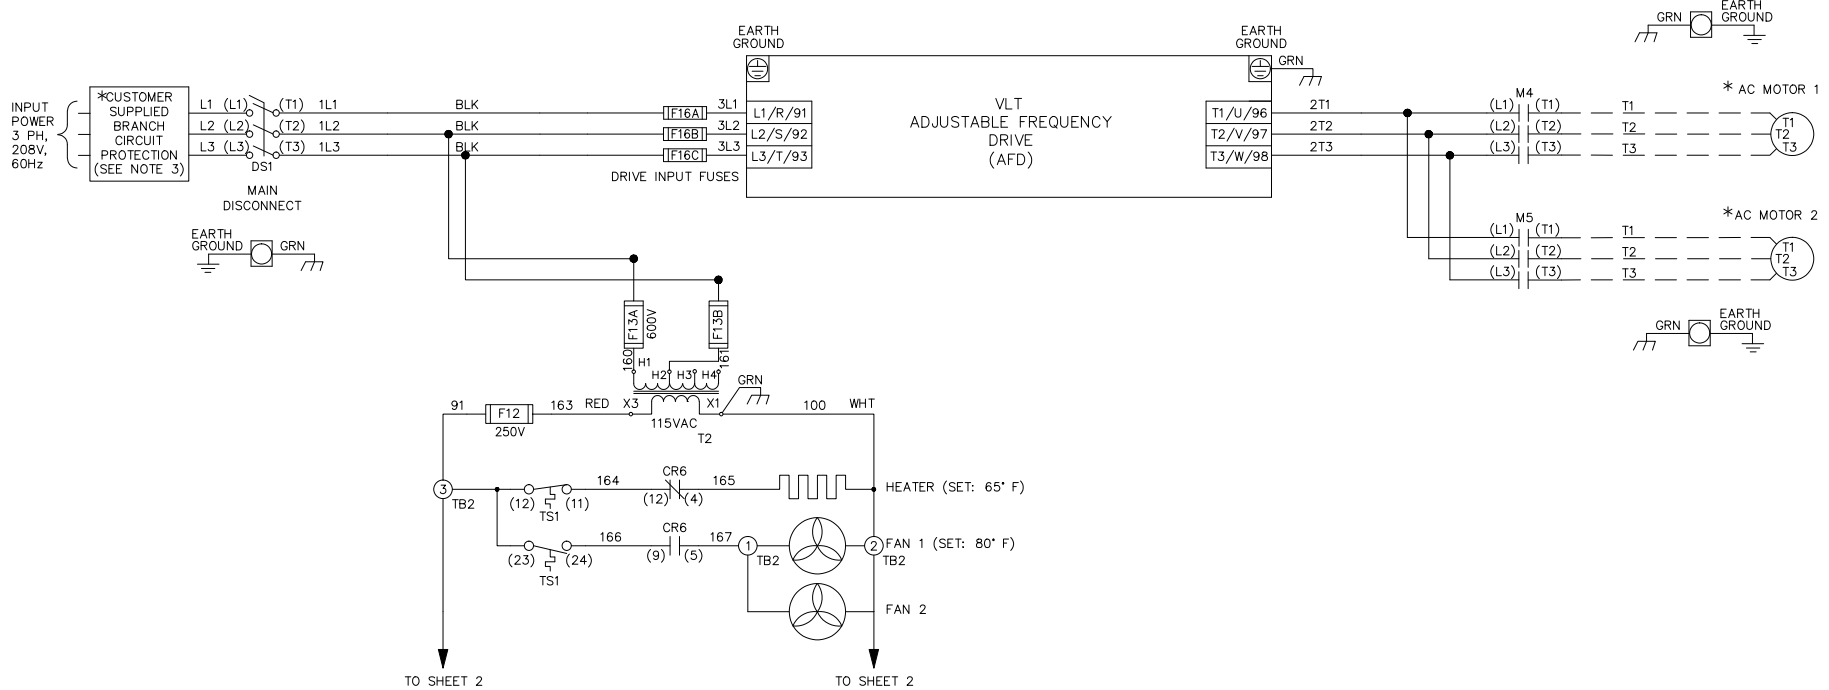 GRN
EARTH
GROUND
EARTH
GROUND
EARTH
GROUND
GRN
INPUT
POWER
3 PH,
208V,
60Hz
*CUSTOMER
SUPPLIED
BRANCH
CIRCUIT
PROTECTION
(SEE NOTE 3)
L1 (L1) (T1) 1L1 BLK F16A 3L1 L1/R/91
L2 (L2) (T2) 1L2 BLK F16B 3L2 L2/S/92
L3 (L3) (T3) 1L3 BLK F16C 3L3 L3/T/93
DS1
MAIN
DISCONNECT
DRIVE INPUT FUSES
VLT
ADJUSTABLE FREQUENCY
DRIVE
(AFD)
T1/U/96 2T1 (L1) M4 (T1) T1
T2/V/97 2T2 (L2) (T2) T2
T3/W/98 2T3 (L3) (T3) T3
* AC MOTOR 1
T1
T2
T3
M5
(L1) (T1) T1
(L2) (T2) T2
(L3) (T3) T3
*AC MOTOR 2
T1
T2
T3
EARTH
GROUND
GRN
GRN
EARTH
GROUND
F13A
600V
F13B
160 H1 H2 H3 H4 161
GRN
91 F12 163 RED X3 X1 100 WHT
250V
115VAC
T2
3 TB2
(12) (11)
TS1
164
CR6
(12) (4)
165
HEATER (SET: 65° F)
(23) (24)
TS1
166
CR6
(9) (5)
167
1 TB2
2 TB2
FAN 1 (SET: 80° F)
FAN 2
TO SHEET 2
TO SHEET 2